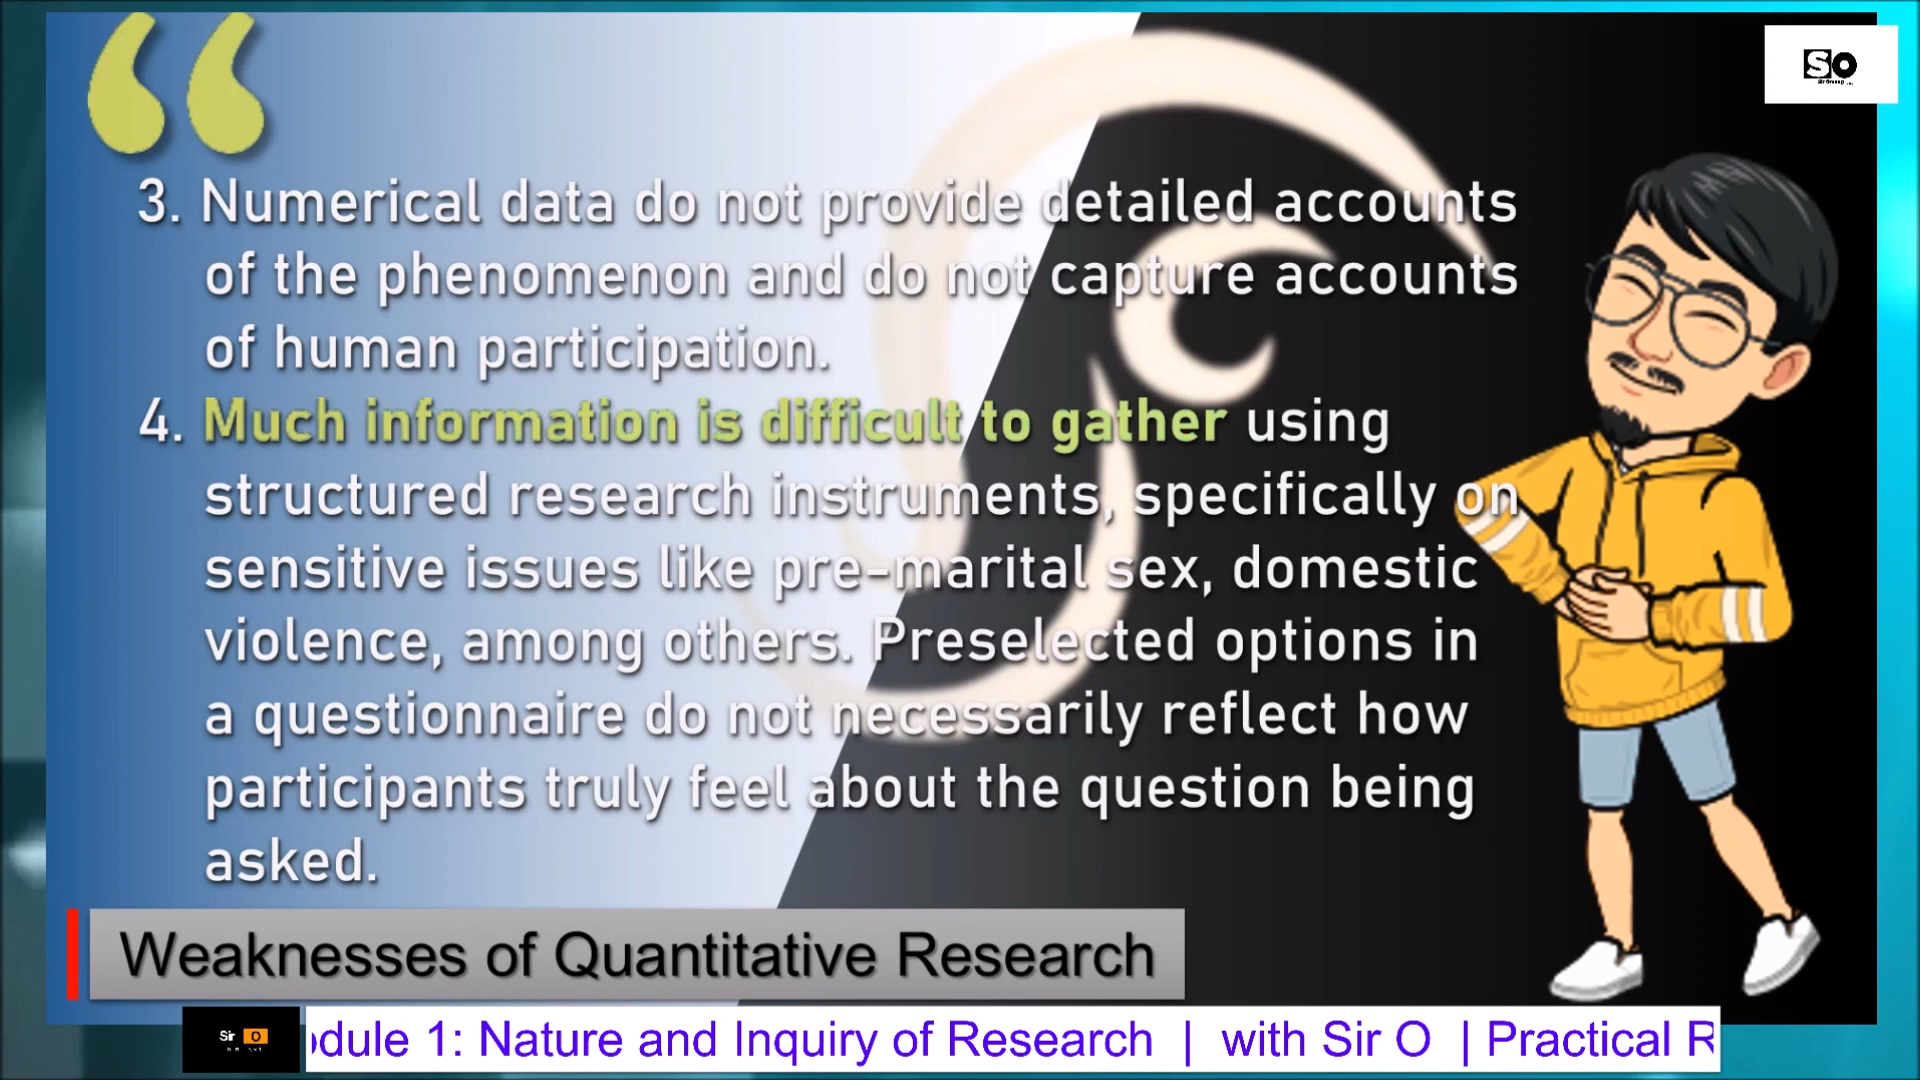 SO
3. Numerical data do not provide detailed accounts
of the phenomenon and do not capture accounts
of human participation.
4. Much information is difficult to gather using
structured research instruments, specifically on
sensitive issues like pre-marital sex, domestic
violence, among others. Preselected options in
a questionnaire do not necessarily reflect how
participants truly feel about the question being
asked.
Weaknesses of Quantitative Research
Sir O
dule 1: Nature and Inquiry of Research | with Sir O | Practical R